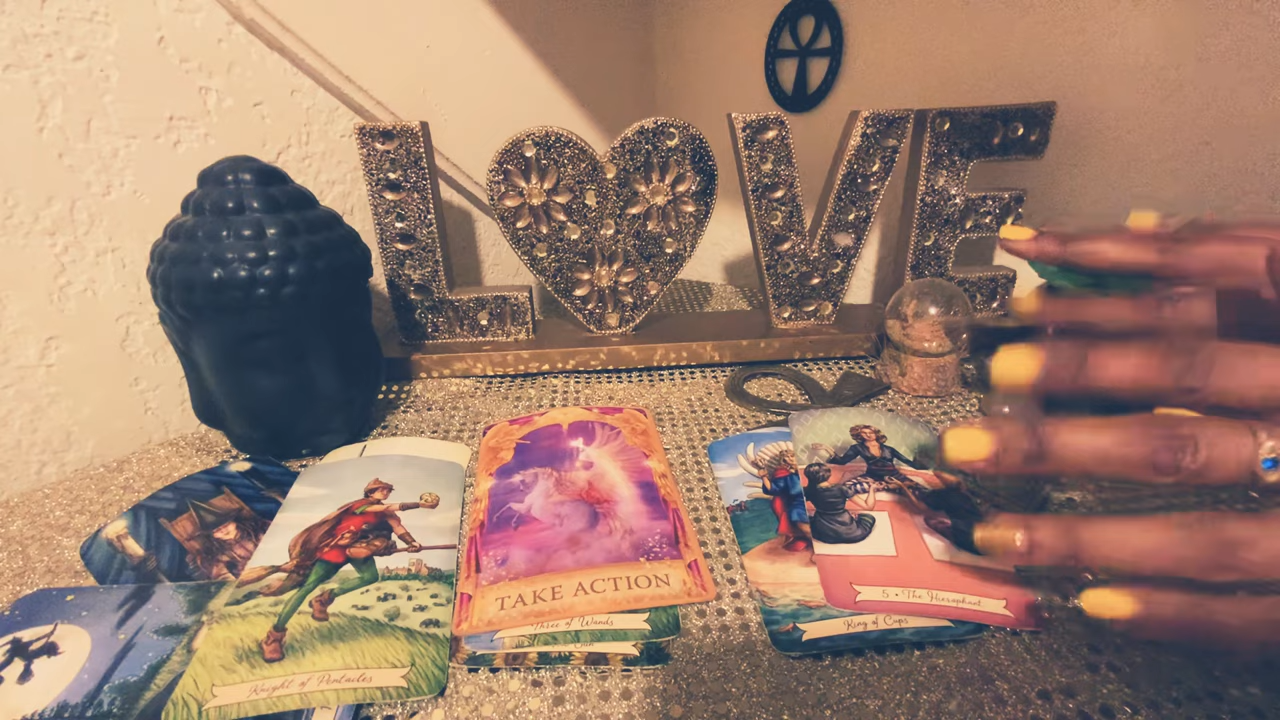 LOVE
TAKE ACTION
Three of Wands
Knight of Pentacles
5 • The Hierophant
King of Cups